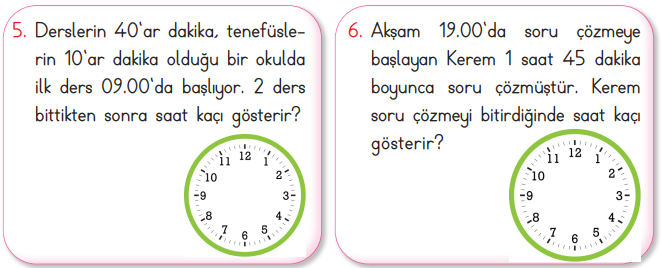 5. Derslerin 40'ar dakika, tenefüsle-
rin 10'ar dakika olduğu bir okulda
ilk ders 09.00'da başlıyor. 2 ders
bittikten sonra saat kaçı gösterir?
12
1
2
3
4
5
6
7
8
9
10
11
6. Akşam 19.00'da soru çözmeye
başlayan Kerem 1 saat 45 dakika
boyunca soru çözmüştür. Kerem
soru çözmeyi bitirdiğinde saat kaçı
gösterir?
12
1
2
3
4
5
6
7
8
9
10
11